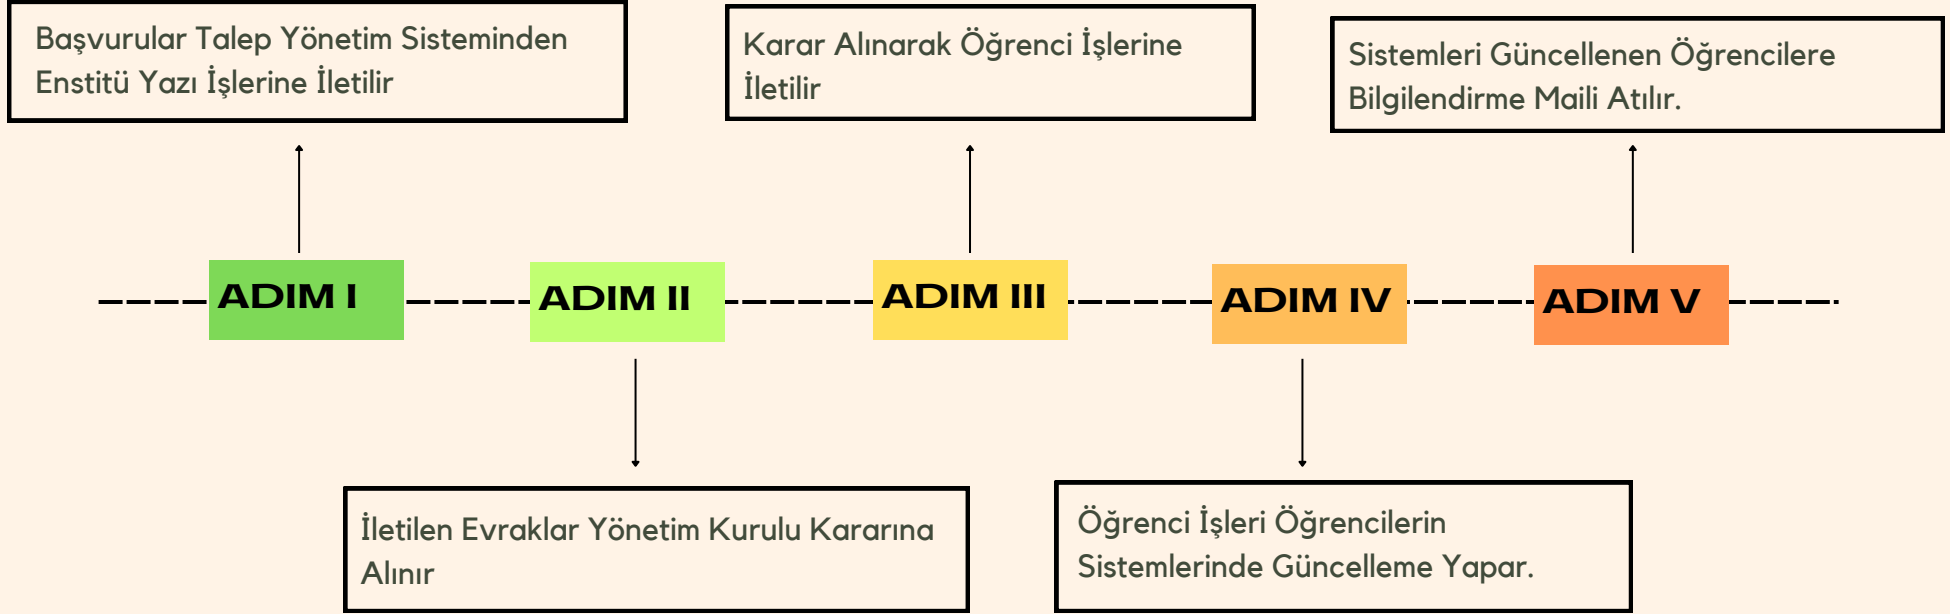 Başvurular Talep Yönetim Sisteminden
Enstitü Yazı İşlerine İletilir
Karar Alınarak Öğrenci İşlerine
İletilir
Sistemleri Güncellenen Öğrencilere
Bilgilendirme Maili Atılır.
ADIM I
ADIM II
ADIM III
ADIM IV
ADIM V
İletilen Evraklar Yönetim Kurulu Kararına
Alınır
Öğrenci İşleri Öğrencilerin
Sistemlerinde Güncelleme Yapar.